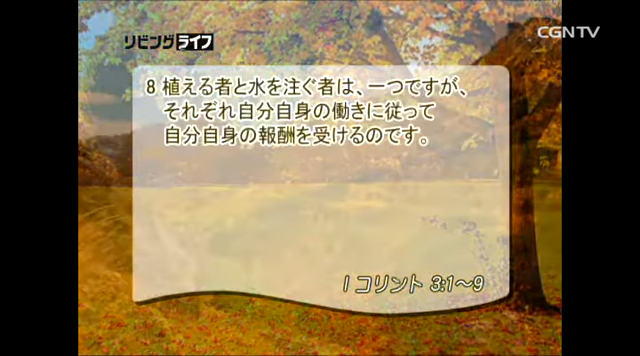 リビングライフ
CGNTV
8 植える者と水を注ぐ者は、一つですが、
それぞれ自分自身の働きに従って
自分自身の報酬を受けるのです。
I コリント 3:1～9